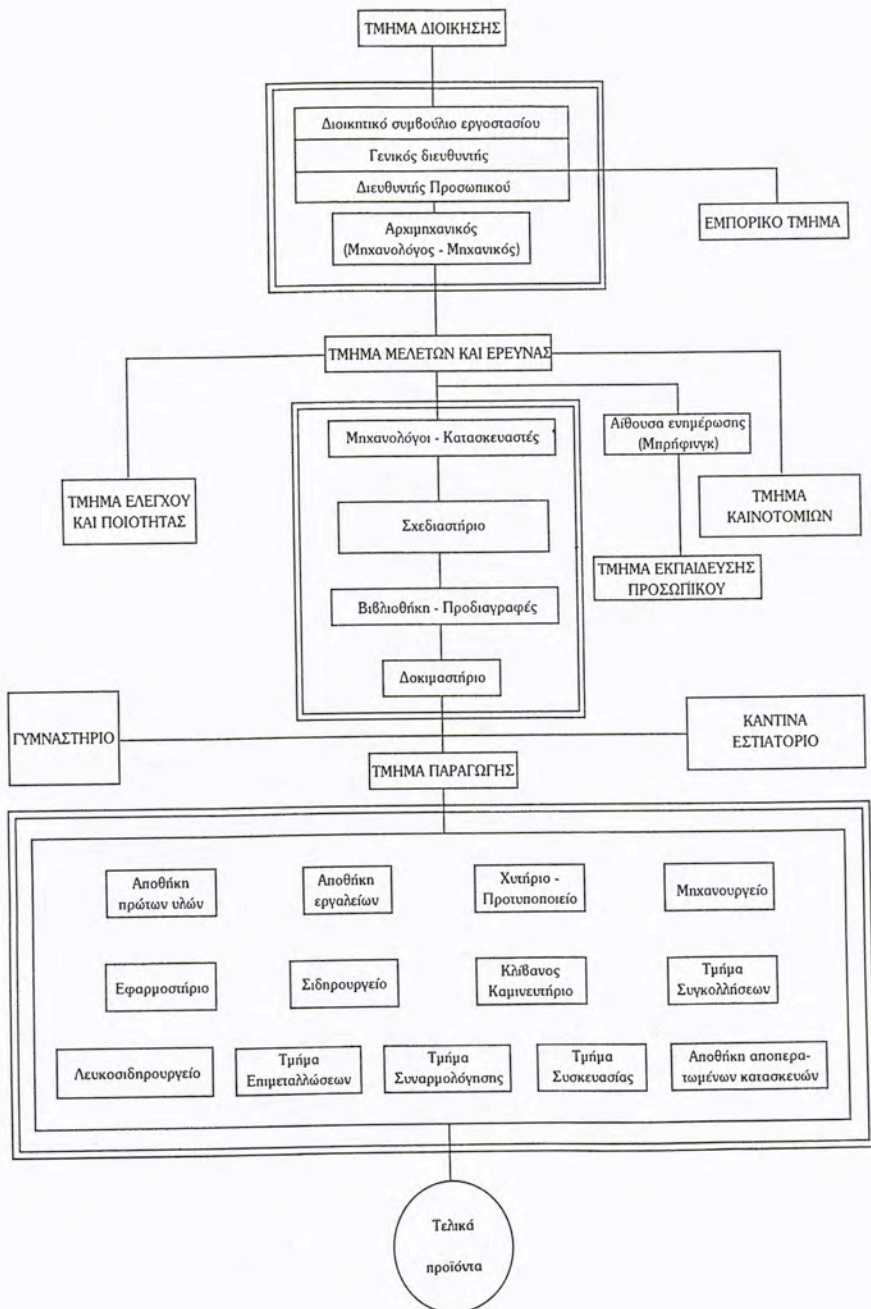 ΤΜΗΜΑ ΔΙΟΙΚΗΣΗΣ
Διοικητικό συμβούλιο εργοστασίου
Γενικός διευθυντής
Διευθυντής Προσωπικού
Αρχιμηχανικός
(Μηχανολόγος - Μηχανικός)
ΕΜΠΟΡΙΚΟ ΤΜΗΜΑ
ΤΜΗΜΑ ΜΕΛΕΤΩΝ ΚΑΙ ΕΡΕΥΝΑΣ
Μηχανολόγοι - Κατασκευαστές
Αίθουσα ενημέρωσης
(Μπρήφινγκ)
ΤΜΗΜΑ ΕΛΕΓΧΟΥ
ΚΑΙ ΠΟΙΟΤΗΤΑΣ
ΤΜΗΜΑ
ΚΑΙΝΟΤΟΜΙΩΝ
Σχεδιαστήριο
ΤΜΗΜΑ ΕΚΠΑΙΔΕΥΣΗΣ
ΠΡΟΣΩΠΙΚΟΥ
Βιβλιοθήκη - Προδιαγραφές
Δοκιμαστήριο
ΓΥΜΝΑΣΤΗΡΙΟ
ΚΑΝΤΙΝΑ
ΕΣΤΙΑΤΟΡΙΟ
ΤΜΗΜΑ ΠΑΡΑΓΩΓΗΣ
Αποθήκη
πρώτων υλών
Αποθήκη
εργαλείων
Χυτήριο -
Προτυποποιείο
Μηχανουργείο
Εφαρμοστήριο
Σιδηρουργείο
Κλίβανος
Καμινευτήριο
Τμήμα
Συγκολλήσεων
Λευκοσιδηρουργείο
Τμήμα
Επιμεταλλώσεων
Τμήμα
Συναρμολόγησης
Τμήμα
Συσκευασίας
Αποθήκη αποπερα-
τωμένων κατασκευών
Τελικά
προϊόντα